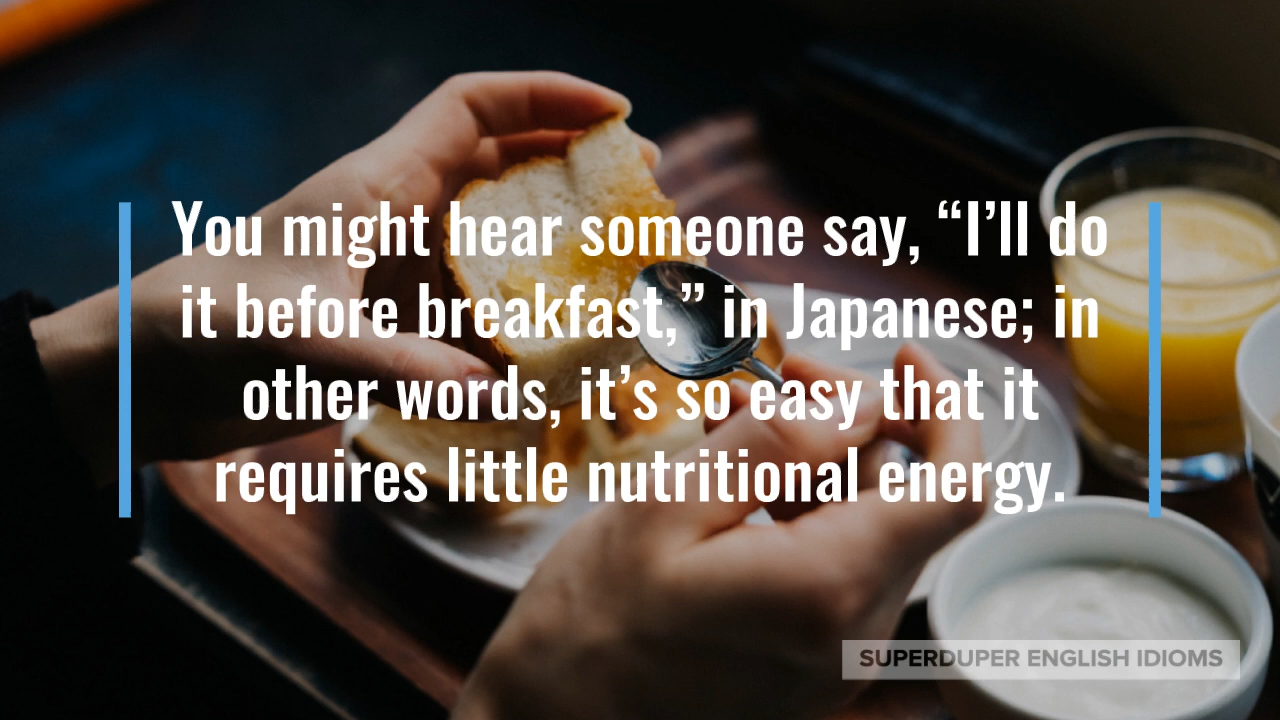 You might hear someone say, “I’ll do
it before breakfast,” in Japanese; in
other words, it’s so easy that it
requires little nutritional energy.
SUPERDUPER ENGLISH IDIOMS